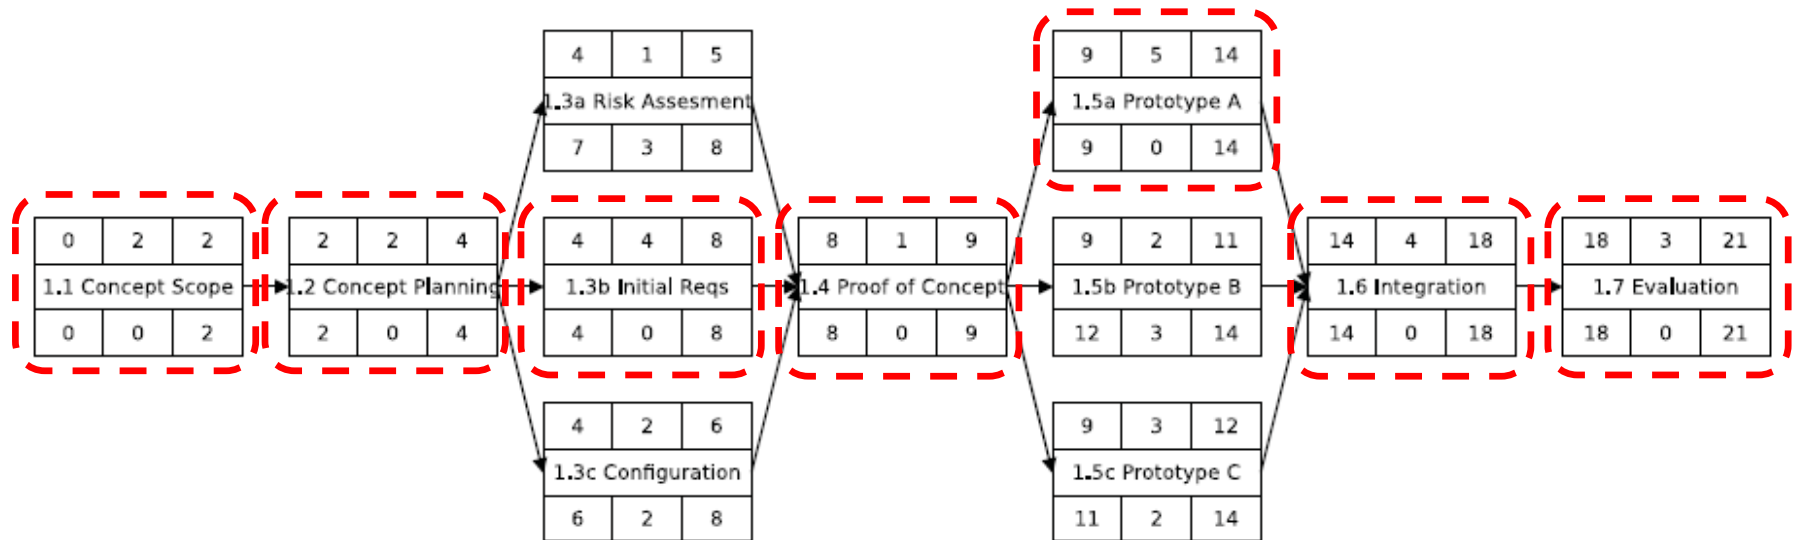 0 2 2
1.1 Concept Scope
0 0 2
2 2 4
1.2 Concept Planning
2 0 4
4 1 5
1.3a Risk Assesment
7 3 8
4 4 8
1.3b Initial Reqs
4 0 8
4 2 6
1.3c Configuration
6 2 8
8 1 9
1.4 Proof of Concept
8 0 9
9 5 14
1.5a Prototype A
9 0 14
9 2 11
1.5b Prototype B
12 3 14
9 3 12
1.5c Prototype C
11 2 14
14 4 18
1.6 Integration
14 0 18
18 3 21
1.7 Evaluation
18 0 21